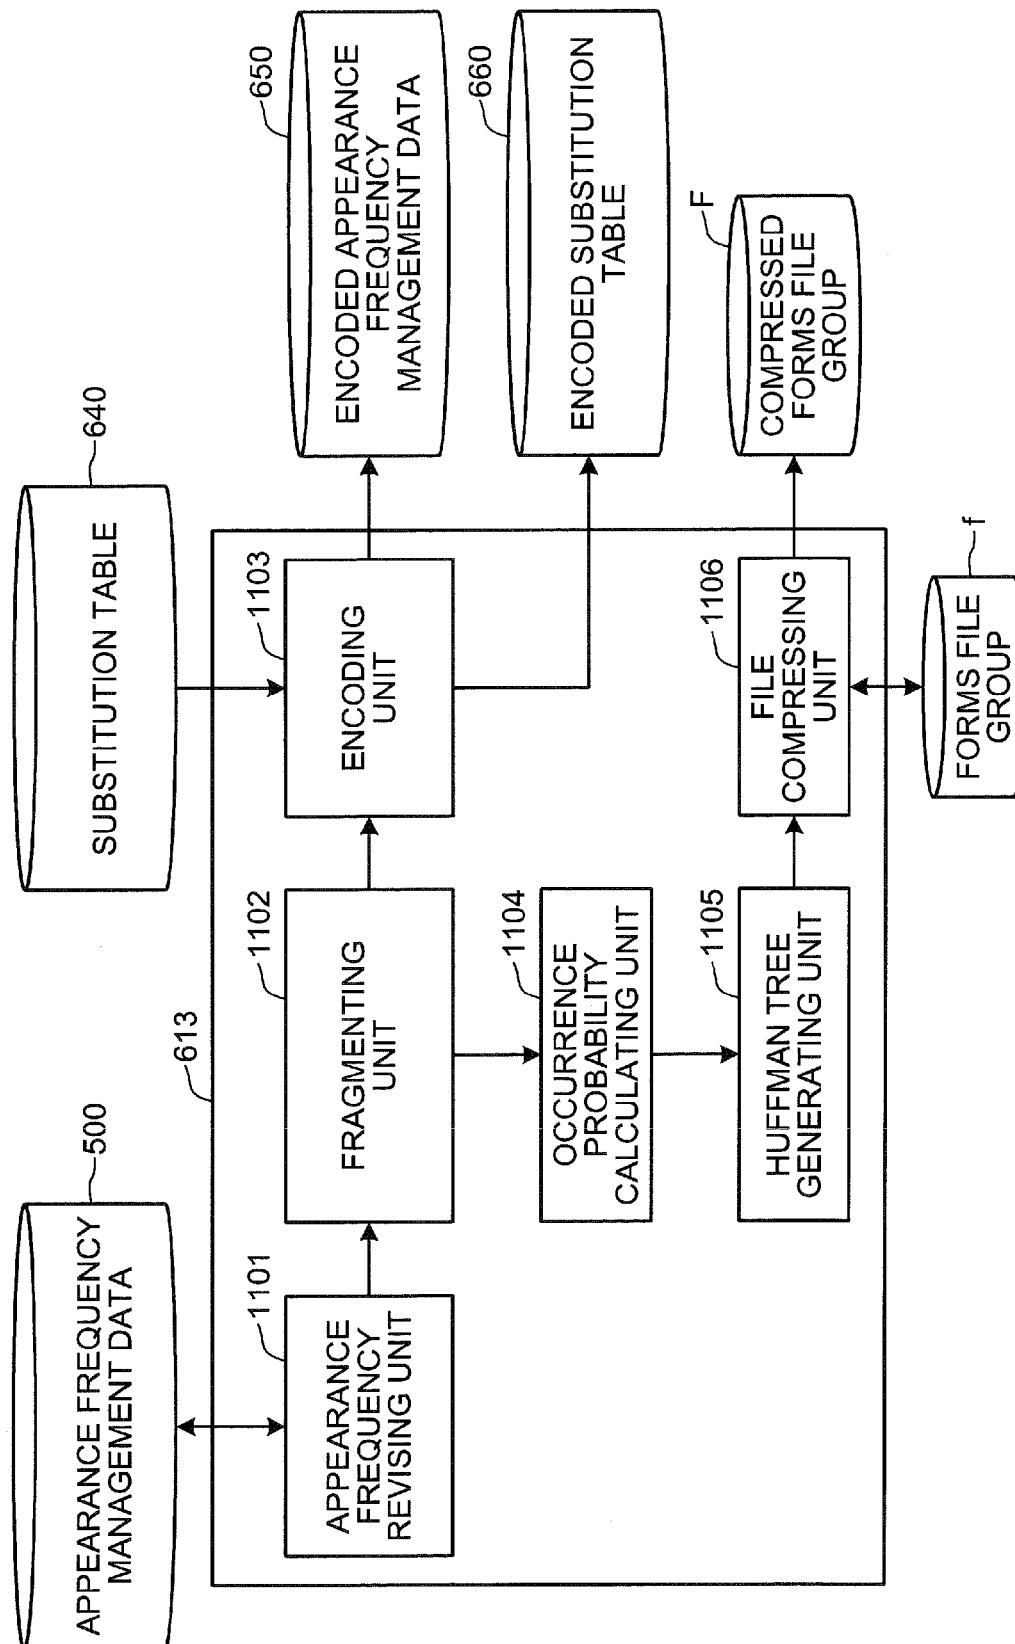 APPEARANCE FREQUENCY
MANAGEMENT DATA
500
SUBSTITUTION TABLE
640
613
APPEARANCE
FREQUENCY
REVISING UNIT
1101
FRAGMENTING
UNIT
1102
ENCODING
UNIT
1103
ENCODED APPEARANCE
FREQUENCY
MANAGEMENT DATA
650
OCCURRENCE
PROBABILITY
CALCULATING UNIT
1104
ENCODED SUBSTITUTION
TABLE
660
HUFFMAN TREE
GENERATING UNIT
1105
FILE
COMPRESSING
UNIT
1106
COMPRESSED
FORMS FILE
GROUP
F
FORMS FILE
GROUP
f